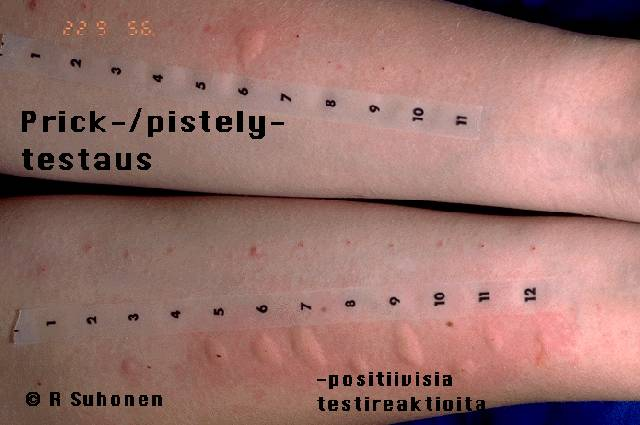 22 9 56.
1 2 3 4 5 6 7 8 9 10 11
Prick-/pistely-
testaus
1 2 3 4 5 6 7 8 9 10 11 12
-positiivisia
testireaktioita
© R Suhonen